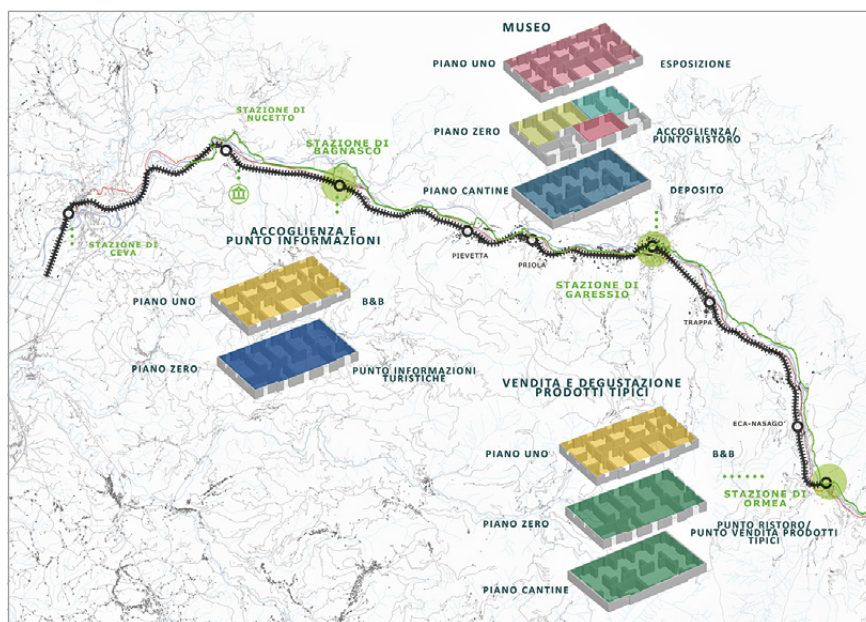 MUSEO
PIANO UNO
ESPOSIZIONE
PIANO ZERO
ACCOGLIENZA/
PUNTO RISTORO
PIANO CANTINE
DEPOSITO
STAZIONE DI
NUCETTO
STAZIONE DI
BAGNASCO
STAZIONE DI
CEVA
ACCOGLIENZA E
PUNTO INFORMAZIONI
PIANO UNO
B&B
PIANO ZERO
PUNTO INFORMAZIONI
TURISTICHE
PIEVETTA
PRIOLA
STAZIONE DI
GARESSIO
TRAPPA
VENDITA E DEGUSTAZIONE
PRODOTTI TIPICI
PIANO UNO
B&B
ECA-NASAGO
STAZIONE DI
ORMEA
PIANO ZERO
PUNTO RISTORO/
PUNTO VENDITA PRODOTTI
TIPICI
PIANO CANTINE